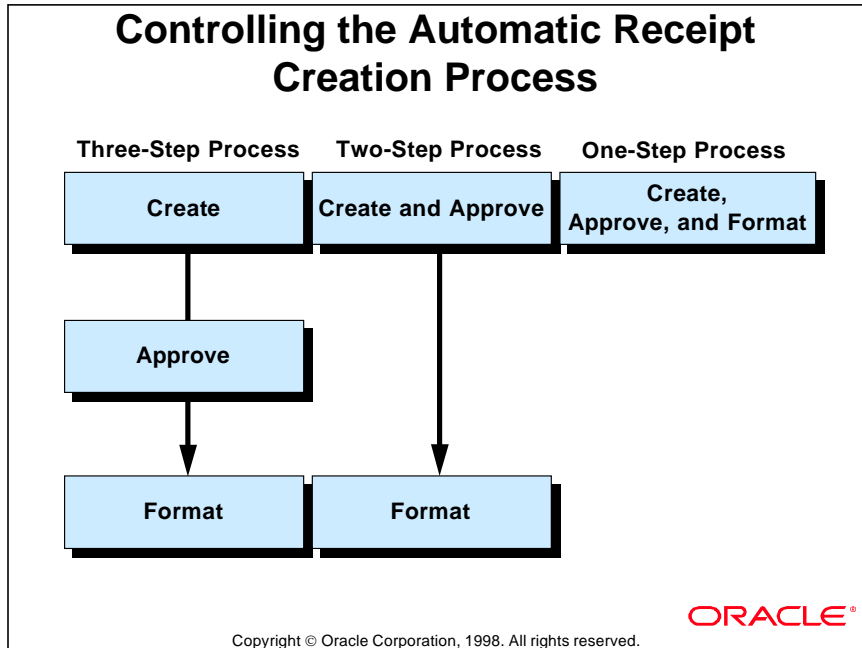 Controlling the Automatic Receipt
Creation Process
Three-Step Process
Two-Step Process
One-Step Process
Create
Create and Approve
Create,
Approve, and Format
Approve
Format
Format
ORACLE®
Copyright © Oracle Corporation, 1998. All rights reserved.